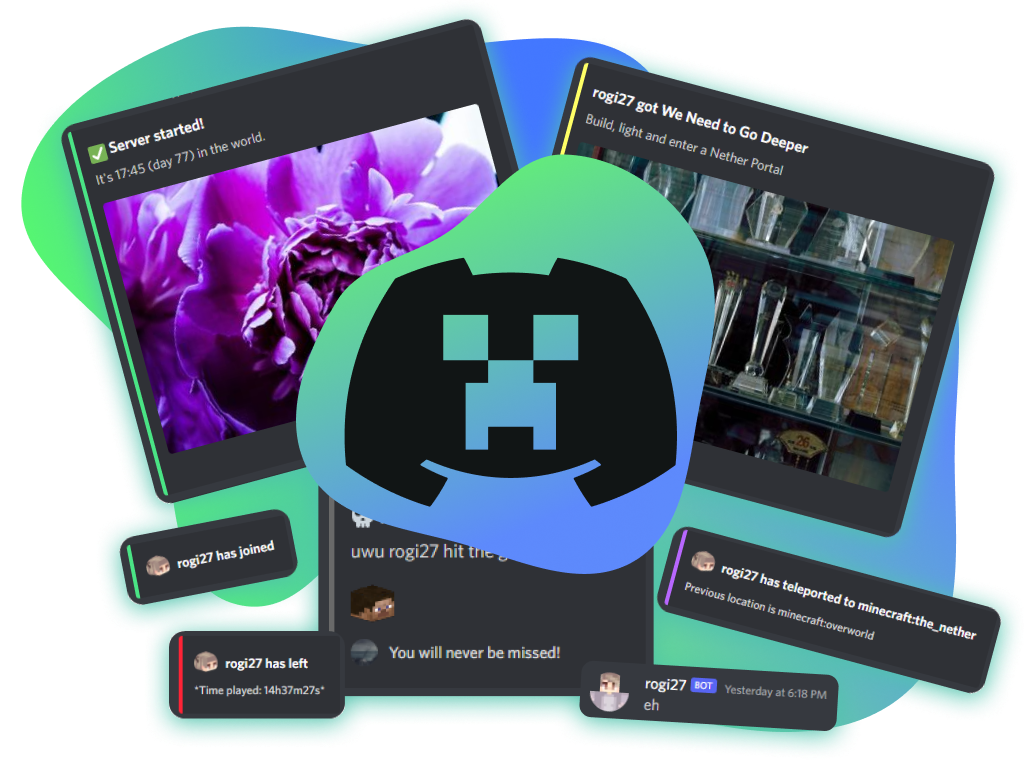 ✅ Server started!
It's 17:45 (day 77) in the world.
rogi27 got We Need to Go Deeper
Build, light and enter a Nether Portal
26
rogi27 has joined
uwu rogi27 hit the
You will never be missed!
rogi27 has teleported to minecraft:the_nether
Previous location is minecraft:overworld
rogi27 has left
*Time played: 14h37m27s*
rogi27 BOT Yesterday at 6:18 PM
eh